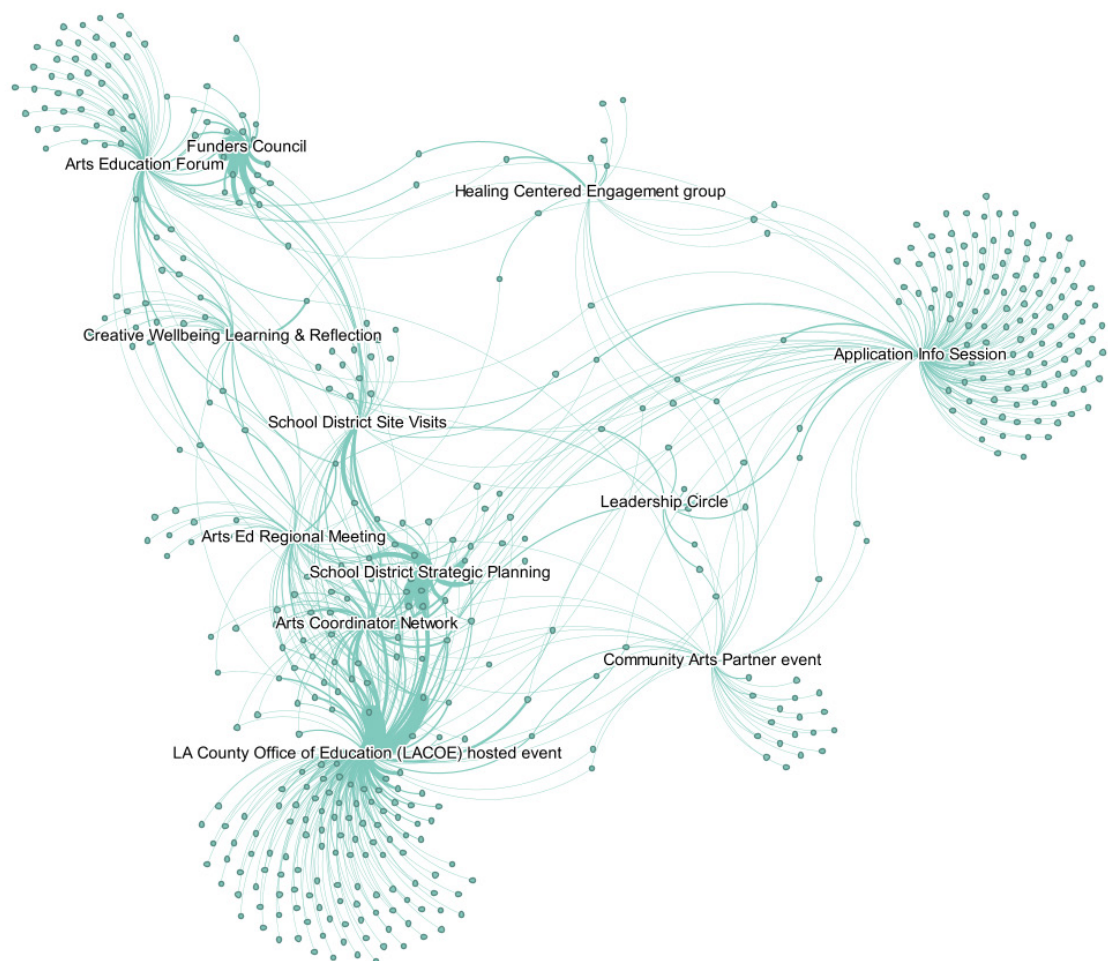 Funders Council
Arts Education Forum
Healing Centered Engagement group
Creative Wellbeing Learning & Reflection
Application Info Session
School District Site Visits
Leadership Circle
Arts Ed Regional Meeting
School District Strategic Planning
Arts Coordinator Network
Community Arts Partner event
LA County Office of Education (LACOE) hosted event